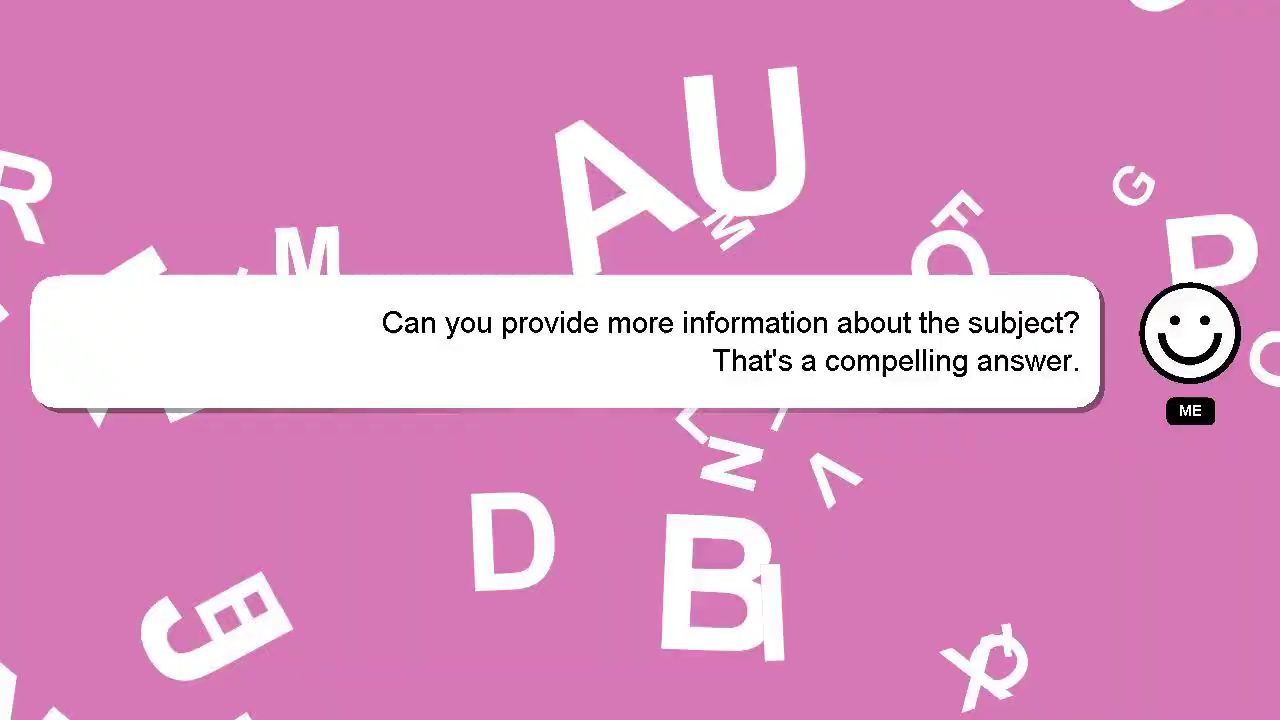 R
A
U
M
M
F
G
O
P
Can you provide more information about the subject?
That's a compelling answer.
ME
N
V
D
B
I
J
E
X
Q